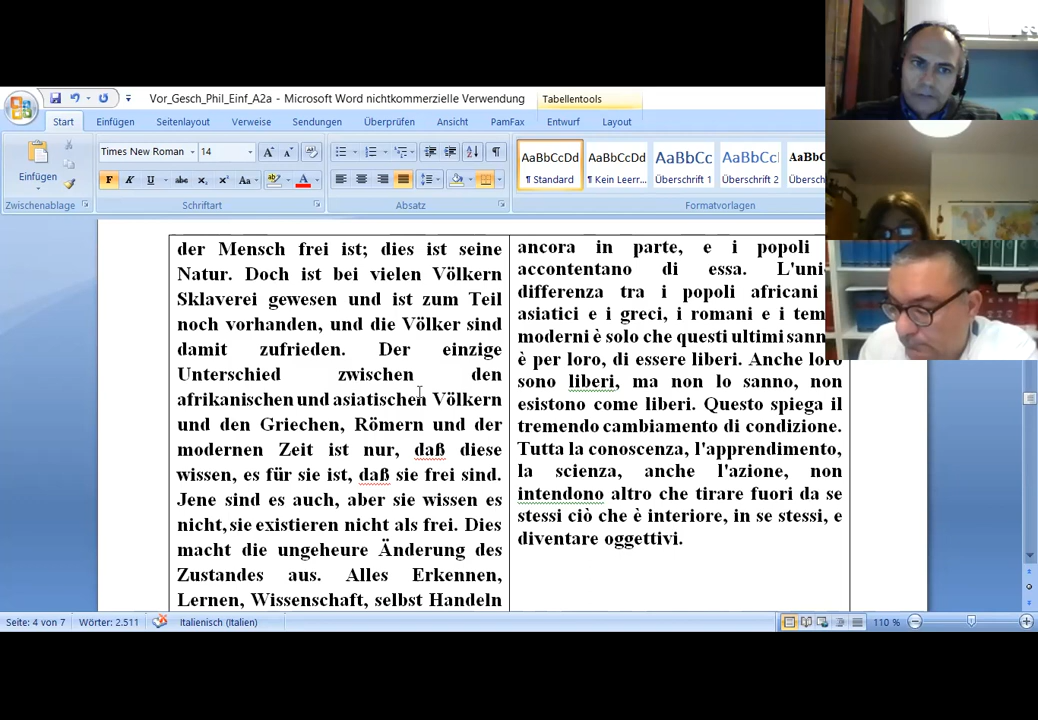 Vor_Gesch_Phil_Einf_A2a - Microsoft Word nichtkommerzielle Verwendung
Tabellentools
Start Einfügen Seitenlayout Verweise Sendungen Überprüfen Ansicht PamFax Entwurf Layout
Einfügen
Times New Roman 14
AaBbCcDd AaBbCcDd AaBbCc AaBbCc AaBbC
¶ Standard ¶ Kein Leerr... Überschrift 1 Überschrift 2 Übersch
Zwischenablage Schriftart Absatz Formatvorlagen
der Mensch frei ist; dies ist seine
Natur. Doch ist bei vielen Völkern
Sklaverei gewesen und ist zum Teil
noch vorhanden, und die Völker sind
damit zufrieden. Der einzige
Unterschied zwischen den
afrikanischen und asiatischen Völkern
und den Griechen, Römern und der
modernen Zeit ist nur, daß diese
wissen, es für sie ist, daß sie frei sind.
Jene sind es auch, aber sie wissen es
nicht, sie existieren nicht als frei. Dies
macht die ungeheure Änderung des
Zustandes aus. Alles Erkennen,
Lernen, Wissenschaft, selbst Handeln
ancora in parte, e i popoli
accontentano di essa. L'uni
differenza tra i popoli africani
asiatici e i greci, i romani e i tem
moderni è solo che questi ultimi sann
è per loro, di essere liberi. Anche loro
sono liberi, ma non lo sanno, non
esistono come liberi. Questo spiega il
tremendo cambiamento di condizione.
Tutta la conoscenza, l'apprendimento,
la scienza, anche l'azione, non
intendono altro che tirare fuori da se
stessi ciò che è interiore, in se stessi, e
diventare oggettivi.
Seite: 4 von 7 Wörter: 2.511 Italienisch (Italien) 110 %